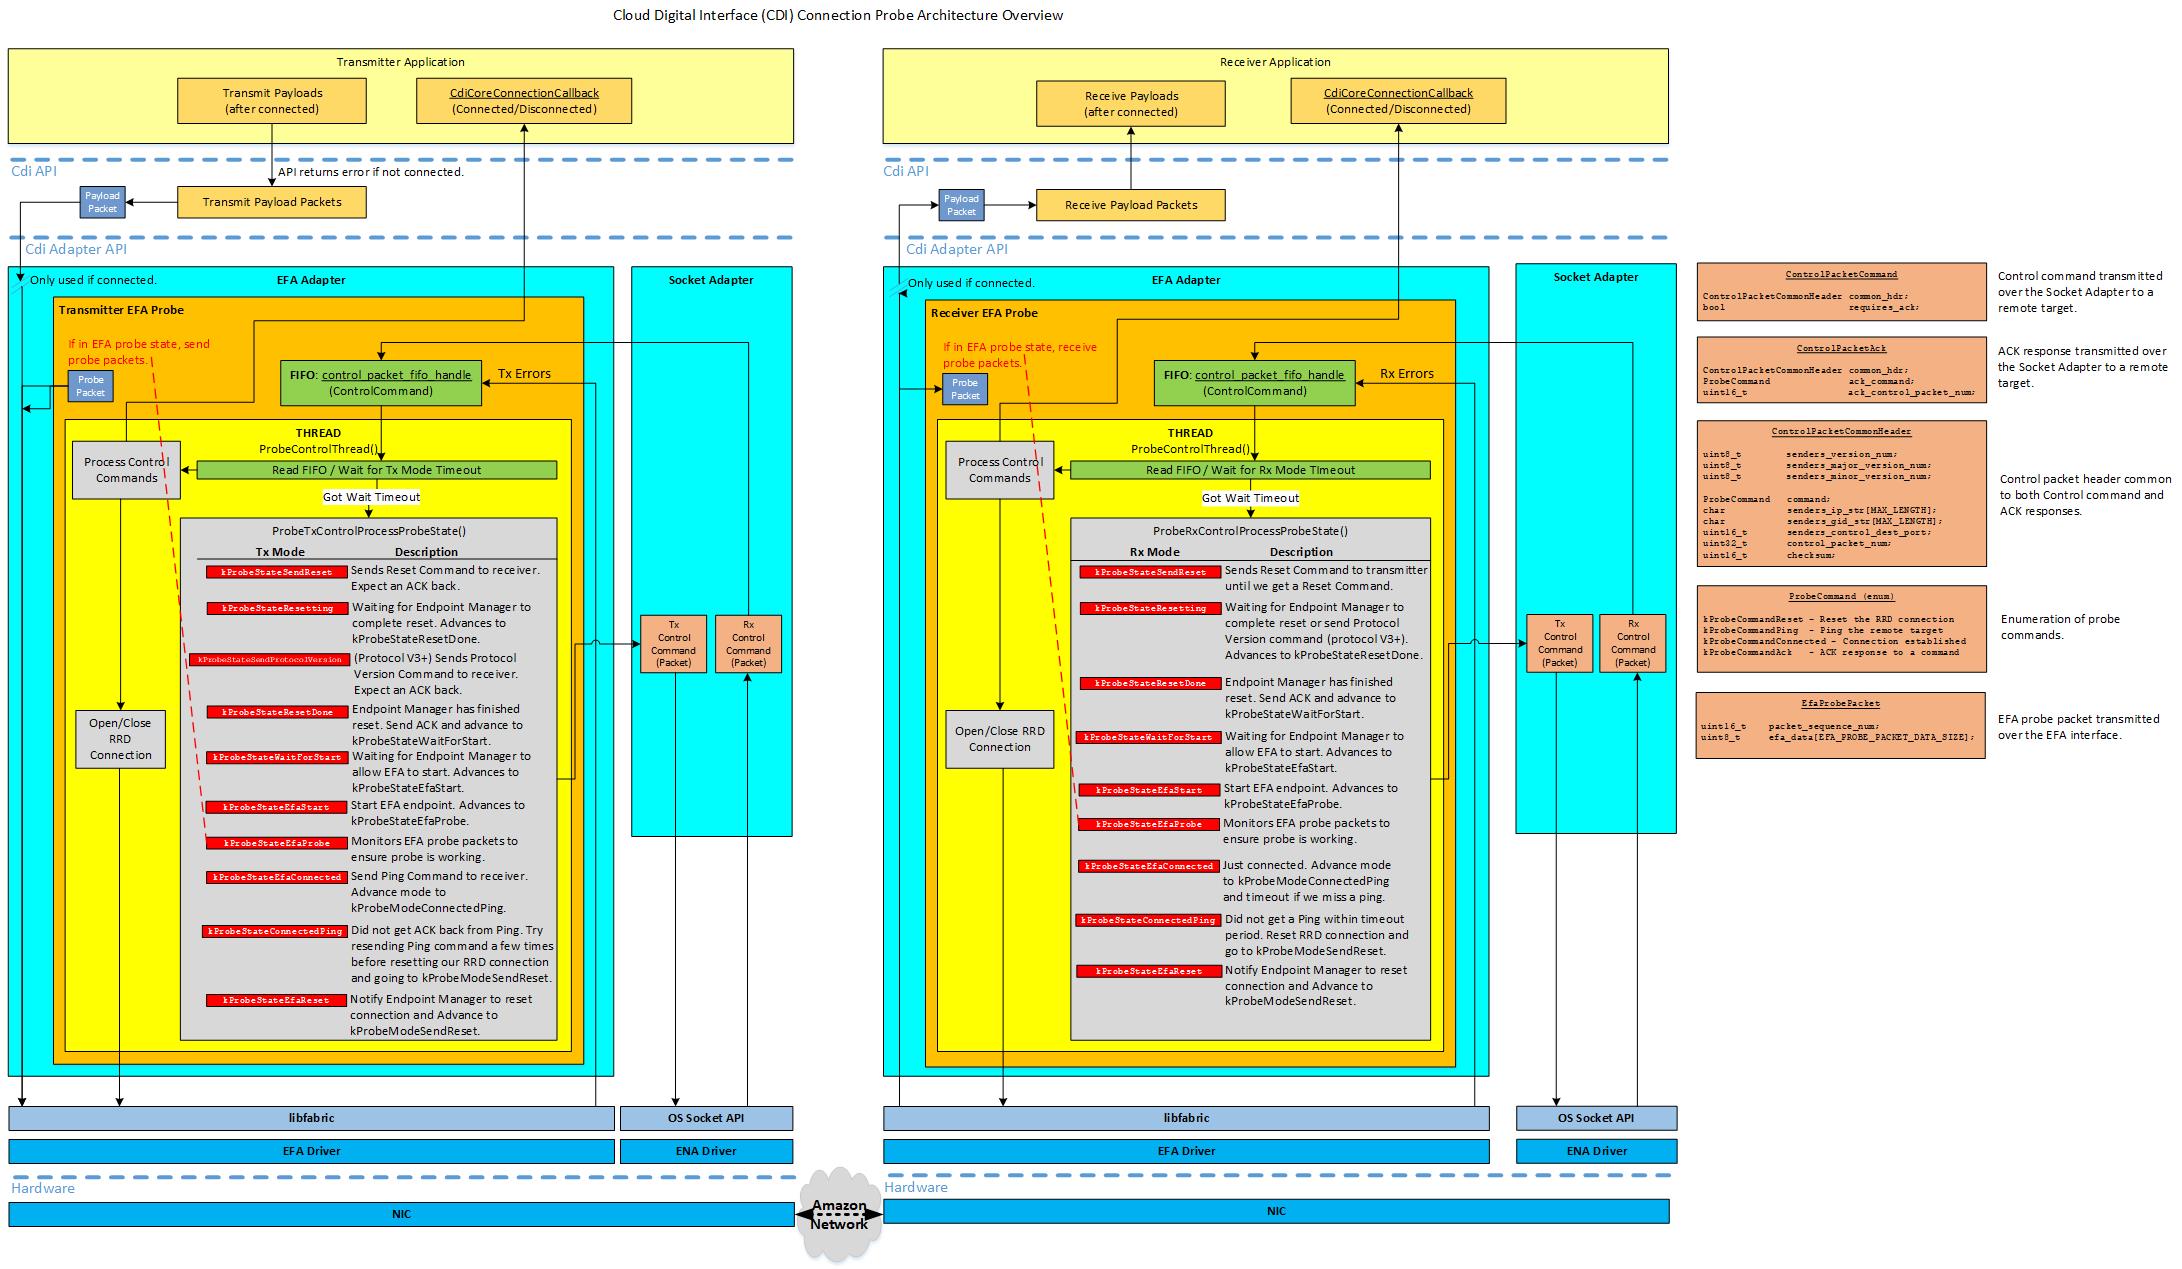 Cloud Digital Interface (CDI) Connection Probe Architecture Overview
Transmitter Application
Transmit Payloads
(after connected)
CdiCoreConnectionCallback
(Connected/Disconnected)
Cdi API
API returns error if not connected.
Payload
Packet
Transmit Payload Packets
Cdi Adapter API
Only used if connected.
EFA Adapter
Transmitter EFA Probe
If in EFA probe state, send
probe packets.
Probe
Packet
FIFO: control_packet_fifo_handle
(ControlCommand)
Tx Errors
THREAD
ProbeControlThread()
Process Control
Commands
Read FIFO / Wait for Tx Mode Timeout
Got Wait Timeout
ProbeTxControlProcessProbeState()
Tx Mode Description
kProbeStateSendReset Sends Reset Command to receiver.
Expect an ACK back.
kProbeStateResetting Waiting for Endpoint Manager to
complete reset. Advances to
kProbeStateResetDone.
kProbeStateSendProtocolVersion (Protocol V3+) Sends Protocol
Version Command to receiver.
Expect an ACK back.
kProbeStateResetDone Endpoint Manager has finished
reset. Send ACK and advance to
kProbeStateWaitForStart.
kProbeStateWaitForStart Waiting for Endpoint Manager to
allow EFA to start. Advances to
kProbeStateEfaStart.
kProbeStateEfaStart Start EFA endpoint. Advances to
kProbeStateEfaProbe.
kProbeStateEfaProbe Monitors EFA probe packets to
ensure probe is working.
kProbeStateEfaConnected Send Ping Command to receiver.
Advance mode to
kProbeModeConnectedPing.
kProbeStateConnectedPing Did not get ACK back from Ping. Try
resending Ping command a few times
before resetting our RRD connection
and going to kProbeModeSendReset.
kProbeStateEfaReset Notify Endpoint Manager to reset
connection and Advance to
kProbeModeSendReset.
Open/Close
RRD
Connection
Socket Adapter
Tx
Control
Command
(Packet)
Rx
Control
Command
(Packet)
libfabric
OS Socket API
EFA Driver
ENA Driver
Hardware
NIC
Amazon
Network
Receiver Application
Receive Payloads
(after connected)
CdiCoreConnectionCallback
(Connected/Disconnected)
Cdi API
Payload
Packet
Receive Payload Packets
Cdi Adapter API
Only used if connected.
EFA Adapter
Receiver EFA Probe
If in EFA probe state, receive
probe packets.
Probe
Packet
FIFO: control_packet_fifo_handle
(ControlCommand)
Rx Errors
THREAD
ProbeControlThread()
Process Control
Commands
Read FIFO / Wait for Rx Mode TImeout
Got Wait Timeout
ProbeRxControlProcessProbeState()
Rx Mode Description
kProbeStateSendReset Sends Reset Command to transmitter
until we get a Reset Command.
kProbeStateResetting Waiting for Endpoint Manager to
complete reset or send Protocol
Version command (protocol V3+).
Advances to kProbeStateResetDone.
kProbeStateResetDone Endpoint Manager has finished
reset. Send ACK and advance to
kProbeStateWaitForStart.
kProbeStateWaitForStart Waiting for Endpoint Manager to
allow EFA to start. Advances to
kProbeStateEfaStart.
kProbeStateEfaStart Start EFA endpoint. Advances to
kProbeStateEfaProbe.
kProbeStateEfaProbe Monitors EFA probe packets to
ensure probe is working.
kProbeStateEfaConnected Just connected. Advance mode
to kProbeModeConnectedPing
and timeout if we miss a ping.
kProbeStateConnectedPing Did not get a Ping within timeout
period. Reset RRD connection and
go to kProbeModeSendReset.
kProbeStateEfaReset Notify Endpoint Manager to reset
connection and Advance to
kProbeModeSendReset.
Open/Close RRD
Connection
Socket Adapter
Tx
Control
Command
(Packet)
Rx
Control
Command
(Packet)
libfabric
OS Socket API
EFA Driver
ENA Driver
Hardware
NIC
ControlPacketCommand
ControlPacketCommonHeader common_hdr;
bool requires_ack;
Control command transmitted
over the Socket Adapter to a
remote target.
ControlPacketAck
ControlPacketCommonHeader common_hdr;
ProbeCommand ack_command;
uint16_t ack_control_packet_num;
ACK response transmitted over
the Socket Adapter to a remote
target.
ControlPacketCommonHeader
uint8_t senders_version_num;
uint8_t senders_major_version_num;
uint8_t senders_minor_version_num;
ProbeCommand command;
char senders_ip_str[MAX_LENGTH];
char senders_gid_str[MAX_LENGTH];
uint16_t senders_control_dest_port;
uint32_t control_packet_num;
uint16_t checksum;
Control packet header common
to both Control command and
ACK responses.
ProbeCommand (enum)
kProbeCommandReset - Reset the RRD connection
kProbeCommandPing - Ping the remote target
kProbeCommandConnected - Connection established
kProbeCommandAck - ACK response to a command
Enumeration of probe
commands.
EfaProbePacket
uint16_t packet_sequence_num;
uint8_t efa_data[EFA_PROBE_PACKET_DATA_SIZE];
EFA probe packet transmitted
over the EFA interface.